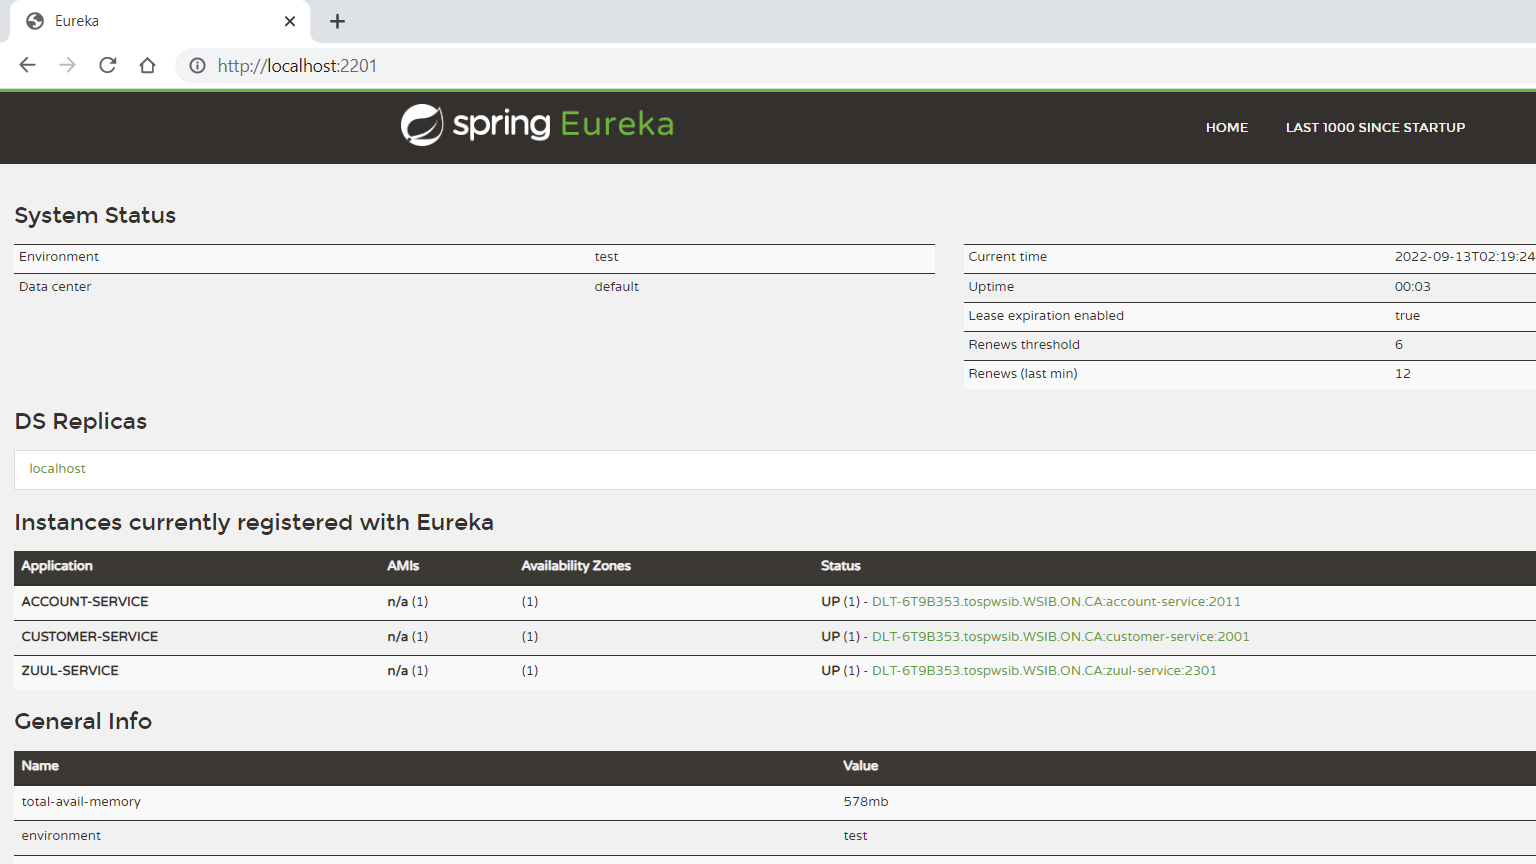 Eureka
http://localhost:2201
spring Eureka
HOME LAST 1000 SINCE STARTUP
System Status
Environment test
Data center default
Current time 2022-09-13T02:19:24
Uptime 00:03
Lease expiration enabled true
Renews threshold 6
Renews (last min) 12
DS Replicas
localhost
Instances currently registered with Eureka
Application AMIs Availability Zones Status
ACCOUNT-SERVICE n/a (1) (1) UP (1) - DLT-6T9B353.tospwsib.WSIB.ON.CA:account-service:2011
CUSTOMER-SERVICE n/a (1) (1) UP (1) - DLT-6T9B353.tospwsib.WSIB.ON.CA:customer-service:2001
ZUUL-SERVICE n/a (1) (1) UP (1) - DLT-6T9B353.tospwsib.WSIB.ON.CA:zuul-service:2301
General Info
Name Value
total-avail-memory 578mb
environment test